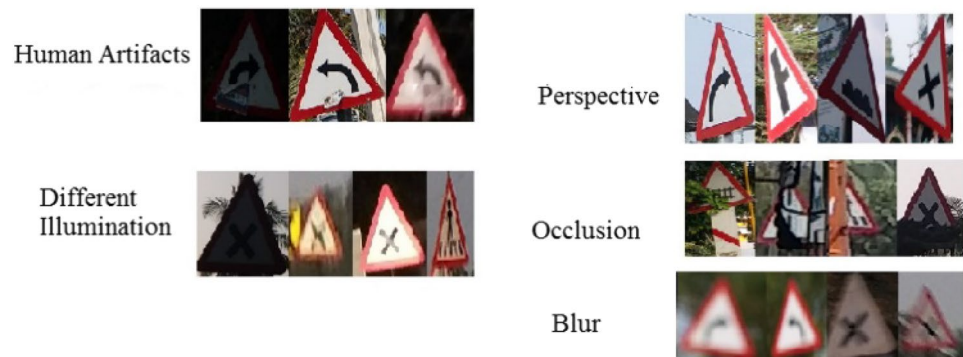 Human Artifacts
Different
Illumination
Perspective
Occlusion
Blur